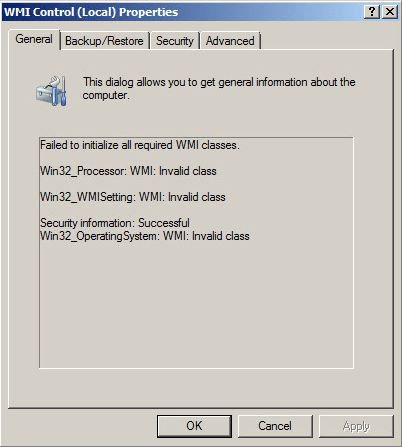 WMI Control (Local) Properties
General Backup/Restore Security Advanced
This dialog allows you to get general information about the
computer.
Failed to initialize all required WMI classes.
Win32_Processor: WMI: Invalid class
Win32_WMISetting: WMI: Invalid class
Security information: Successful
Win32_OperatingSystem: WMI: Invalid class
OK Cancel Apply